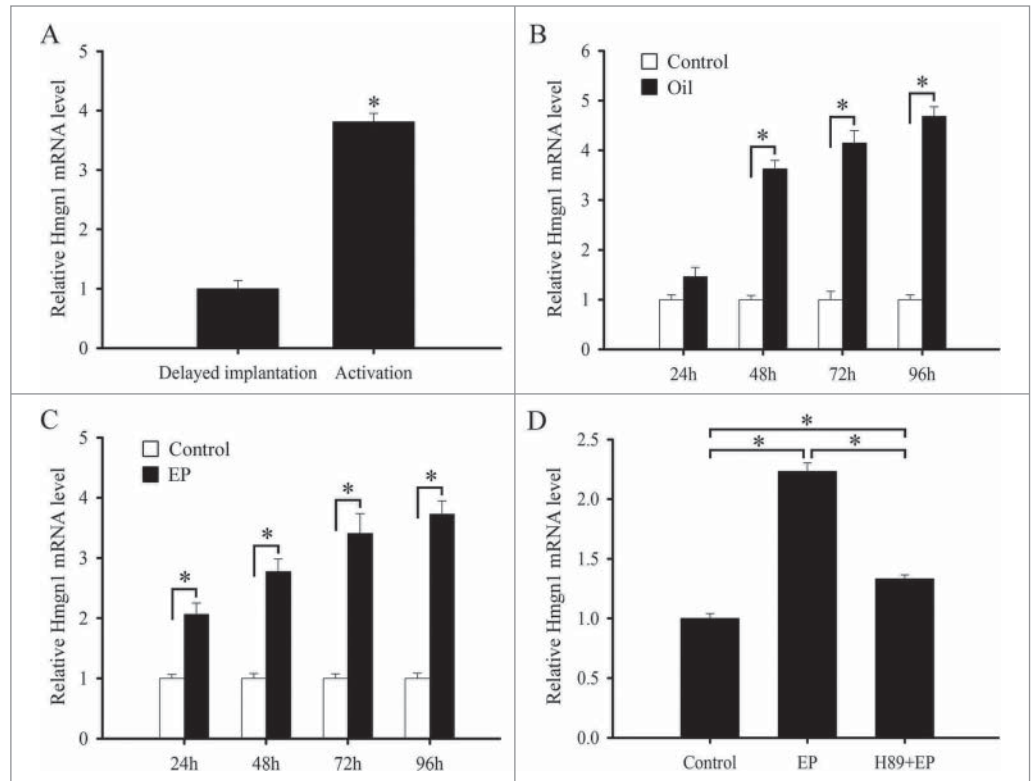 A
Relative Hmgn1 mRNA level
5
4
3
2
1
0
*
Delayed implantation Activation
B
Relative Hmgn1 mRNA level
6
5
4
3
2
1
0
Control
Oil
* * *
24h 48h 72h 96h
C
Relative Hmgn1 mRNA level
5
4
3
2
1
0
Control
EP
* * * *
24h 48h 72h 96h
D
Relative Hmgn1 mRNA level
2.5
2.0
1.5
1.0
0.5
0.0
*
* *
Control EP H89+EP